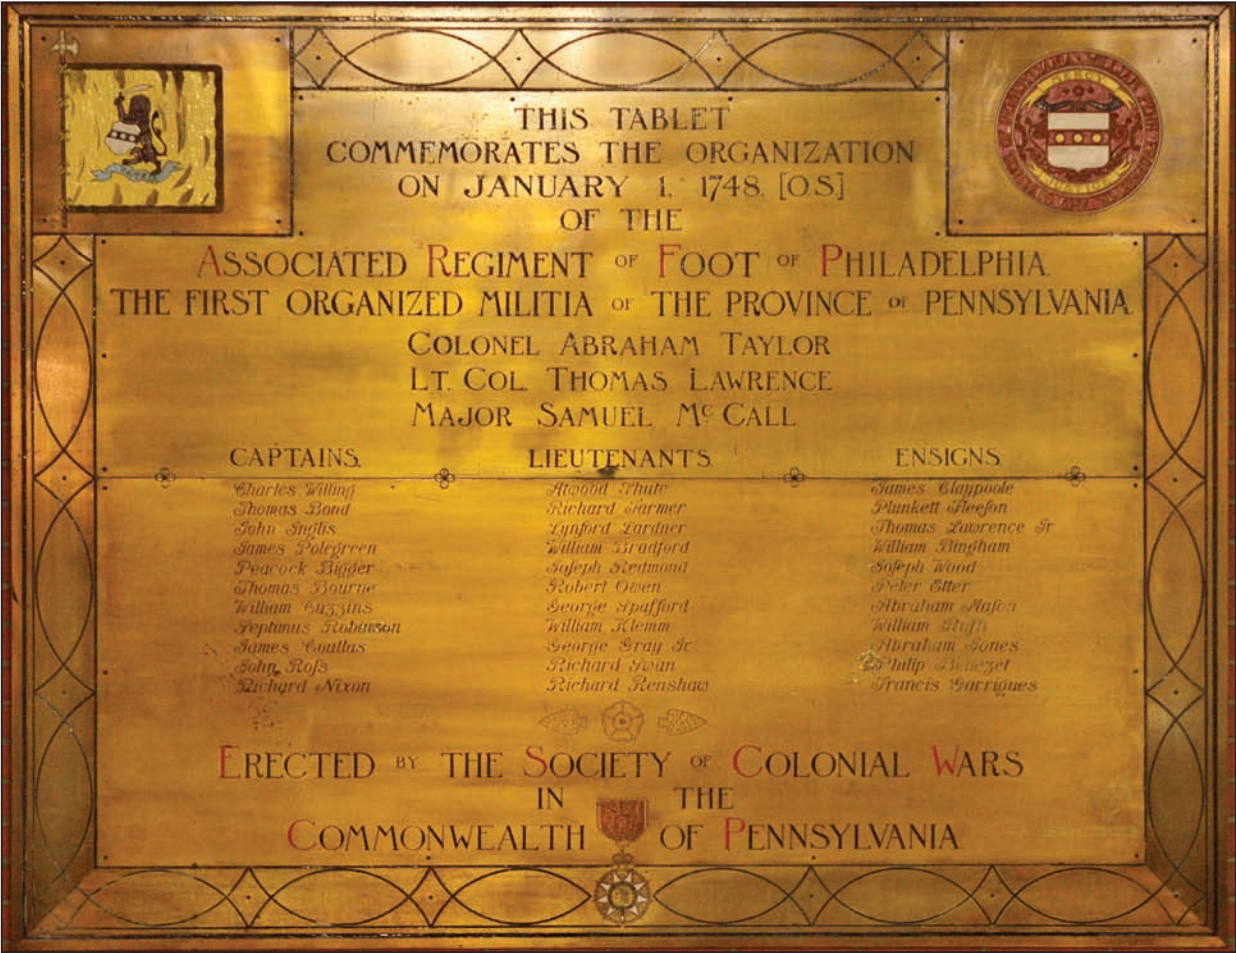 THIS TABLET
COMMEMORATES THE ORGANIZATION
ON JANUARY 1. 1748. [O.S.]
OF THE
ASSOCIATED REGIMENT OF FOOT OF PHILADELPHIA.
THE FIRST ORGANIZED MILITIA OF THE PROVINCE OF PENNSYLVANIA.
COLONEL ABRAHAM TAYLOR
LT. COL. THOMAS LAWRENCE
MAJOR SAMUEL Mc CALL
CAPTAINS.
Charles Willing
Thomas Bond
John Inglis
James Polegreen
Peacock Bigger
Thomas Bourne
William Cuzzins
Septimus Robinson
James Coultas
John Roſs
Richard Nixon
LIEUTENANTS.
Atwood Shute
Richard Farmer
Lynford Lardner
William Bradford
Joſeph Redmond
Robert Owen
George Spafford
William Klemm
George Gray Jr
Richard Swan
Richard Renshaw
ENSIGNS.
James Claypoole
Plunkett Fleeſon
Thomas Lawrence Jr
William Bingham
Joſeph Wood
Peter Etter
Abraham Maſon
William Ruſh
Abraham Jones
Philip Benezet
Francis Garrigues
ERECTED BY THE SOCIETY OF COLONIAL WARS
IN THE
COMMONWEALTH OF PENNSYLVANIA
MERCY
JUSTICE